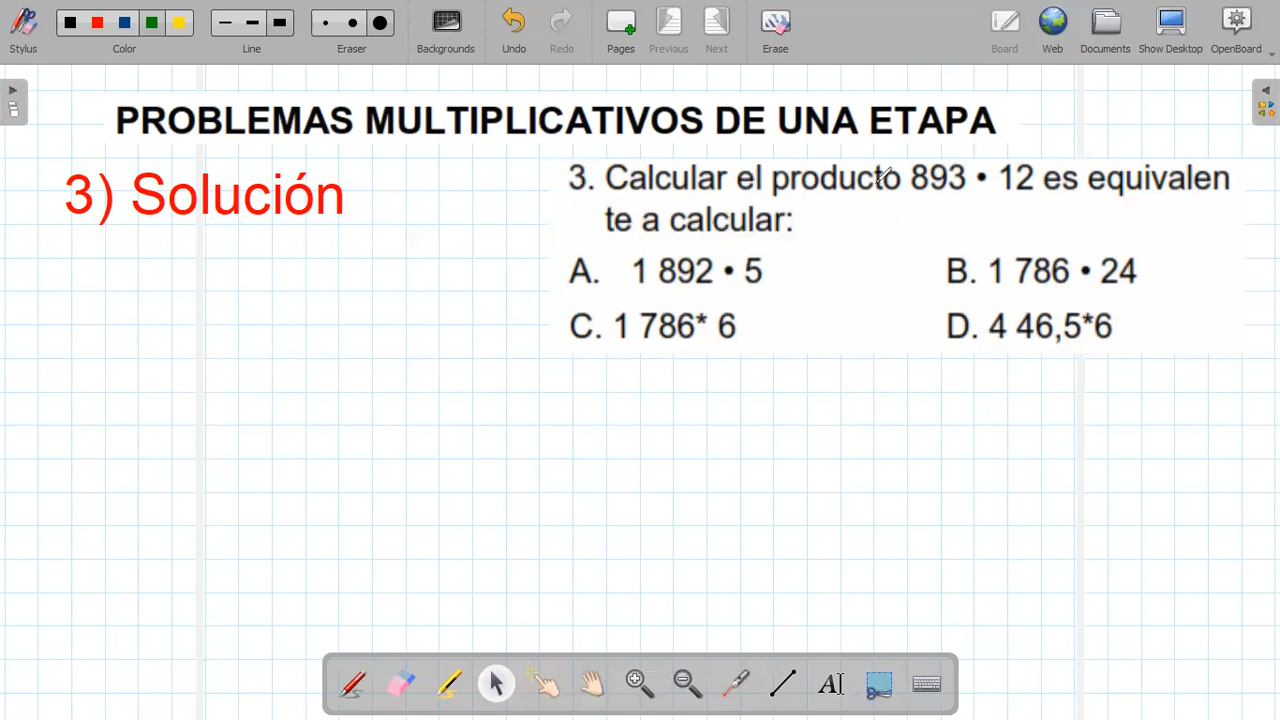 Stylus Color Line Eraser Backgrounds Undo Redo Pages Previous Next Erase Board Web Documents Show Desktop OpenBoard
PROBLEMAS MULTIPLICATIVOS DE UNA ETAPA
3) Solución
3. Calcular el producto 893 • 12 es equivalen
te a calcular:
A. 1 892 • 5 B. 1 786 • 24
C. 1 786* 6 D. 4 46,5*6
AI